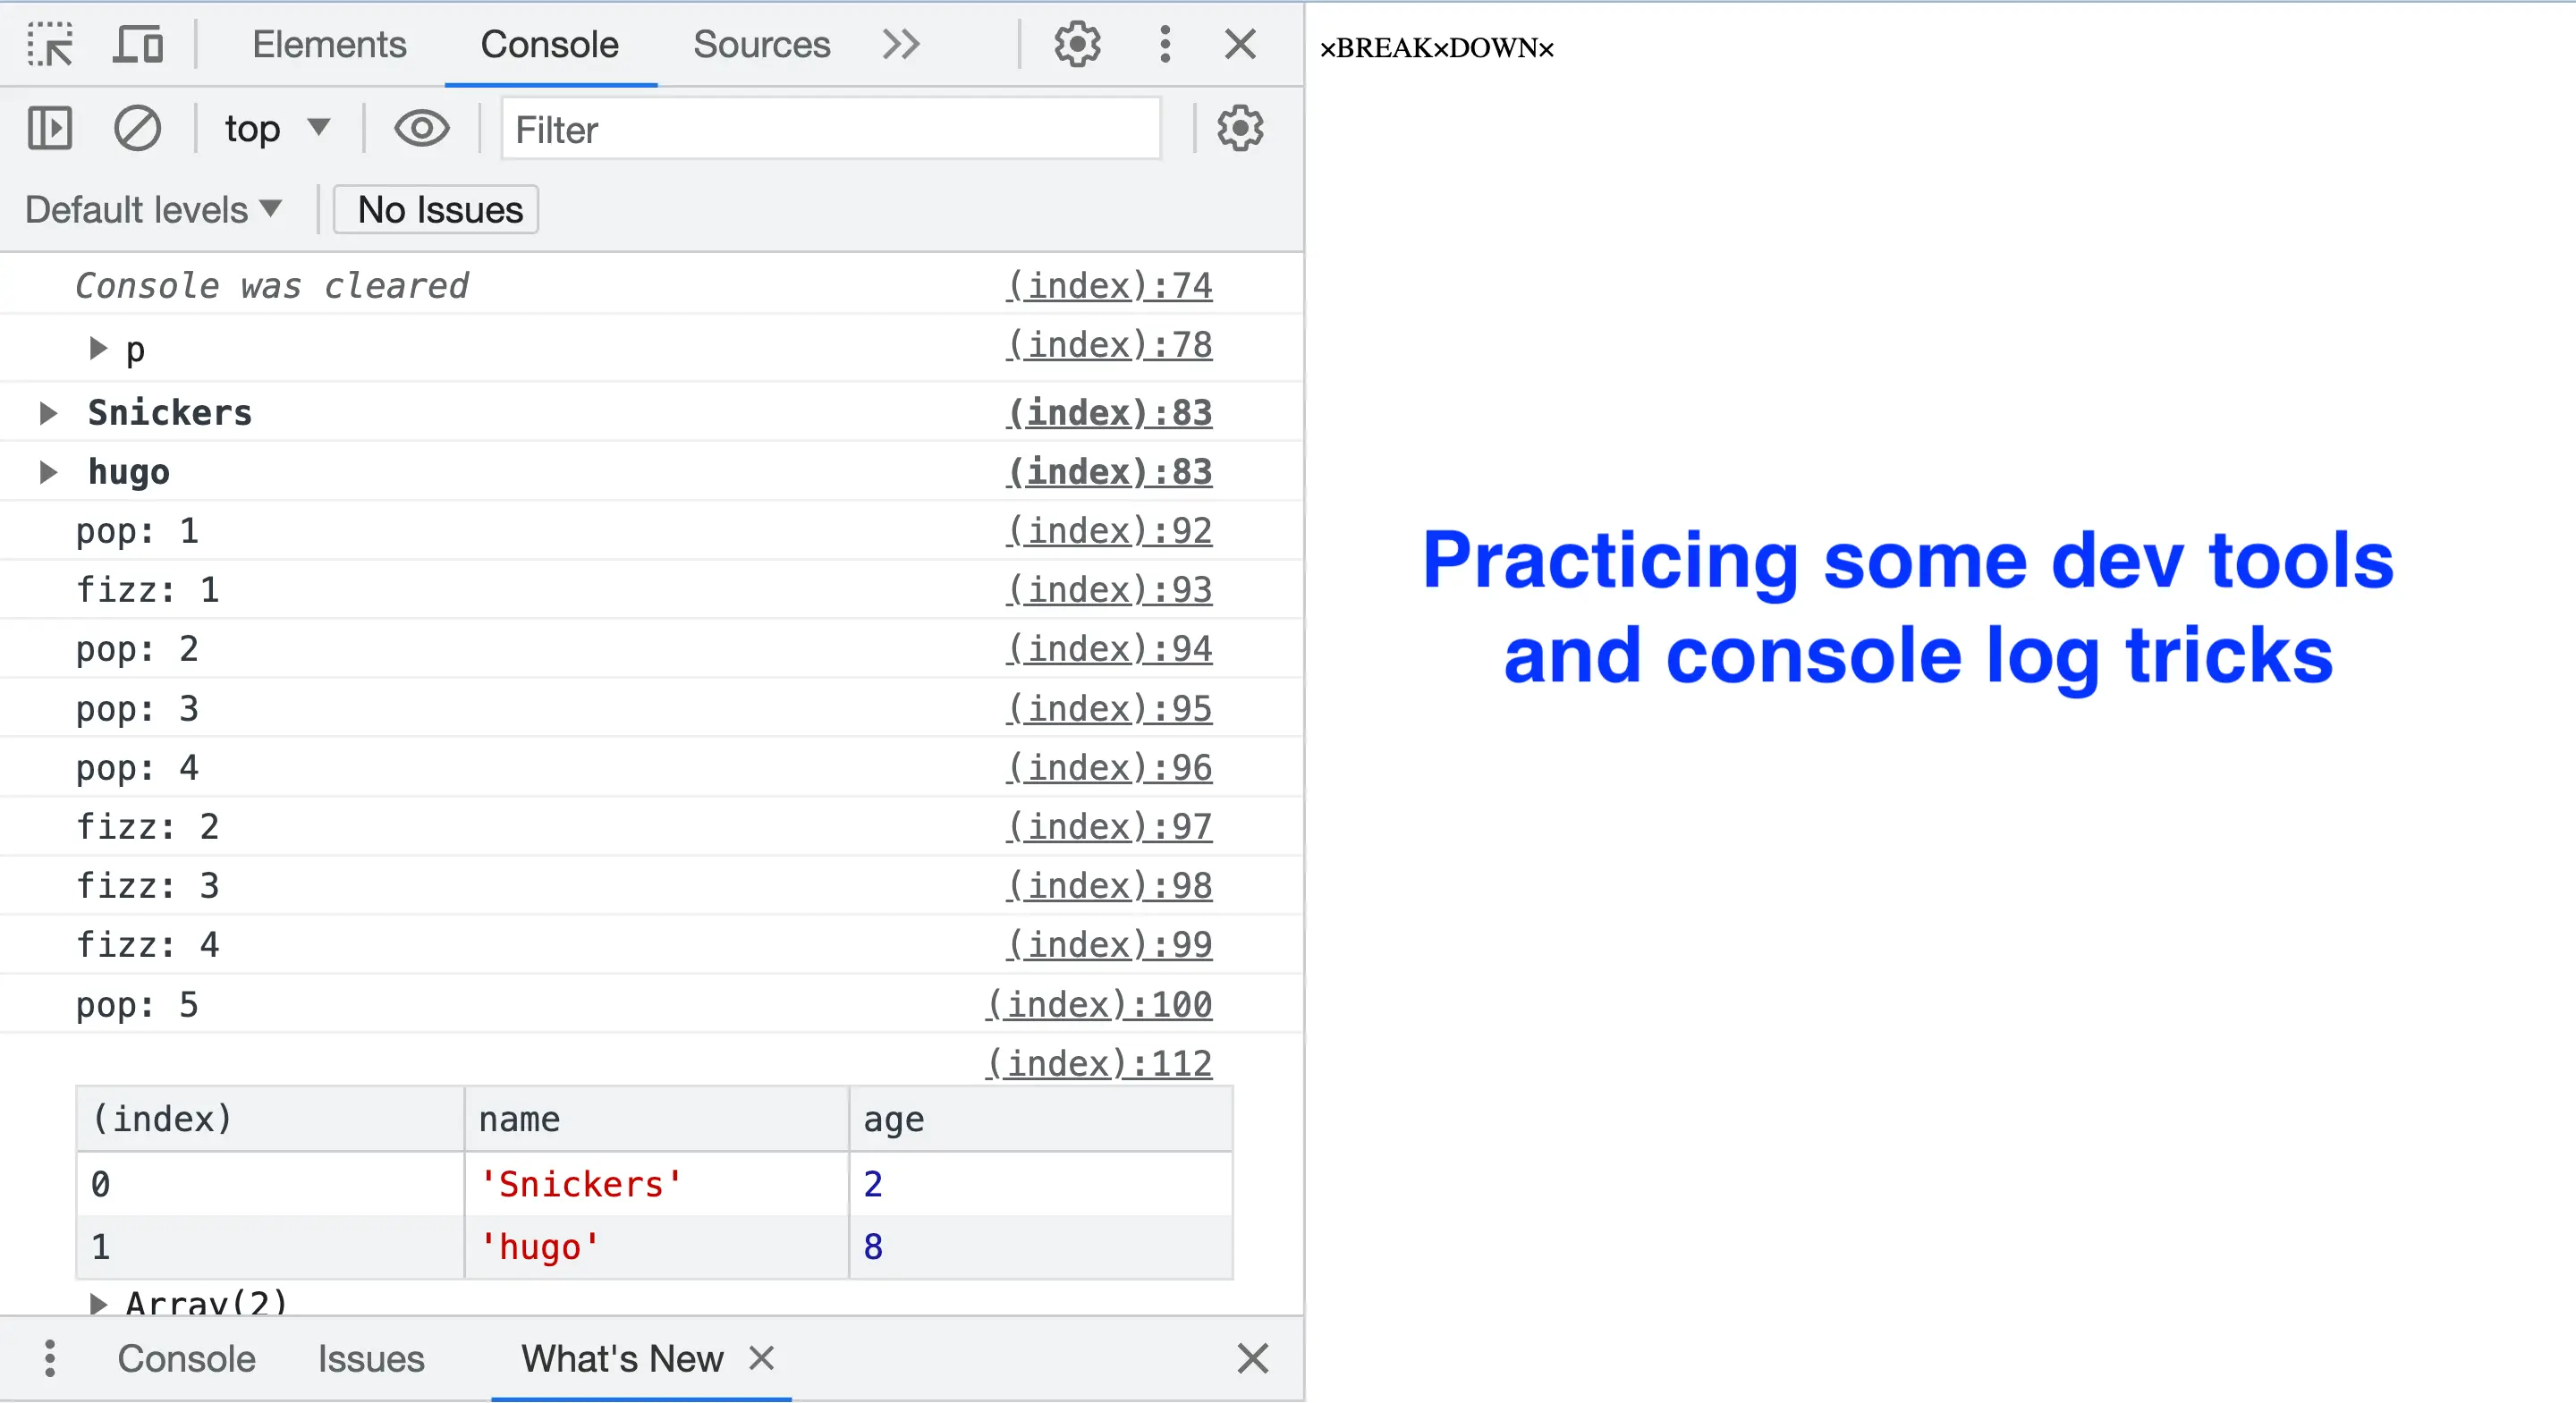 Elements Console Sources
top Filter
Default levels No Issues
Console was cleared (index):74
p (index):78
Snickers (index):83
hugo (index):83
pop: 1 (index):92
fizz: 1 (index):93
pop: 2 (index):94
pop: 3 (index):95
pop: 4 (index):96
fizz: 2 (index):97
fizz: 3 (index):98
fizz: 4 (index):99
pop: 5 (index):100
(index):112
(index) name age
0 'Snickers' 2
1 'hugo' 8
Array(2)
Console Issues What's New
×BREAK×DOWN×
Practicing some dev tools
and console log tricks